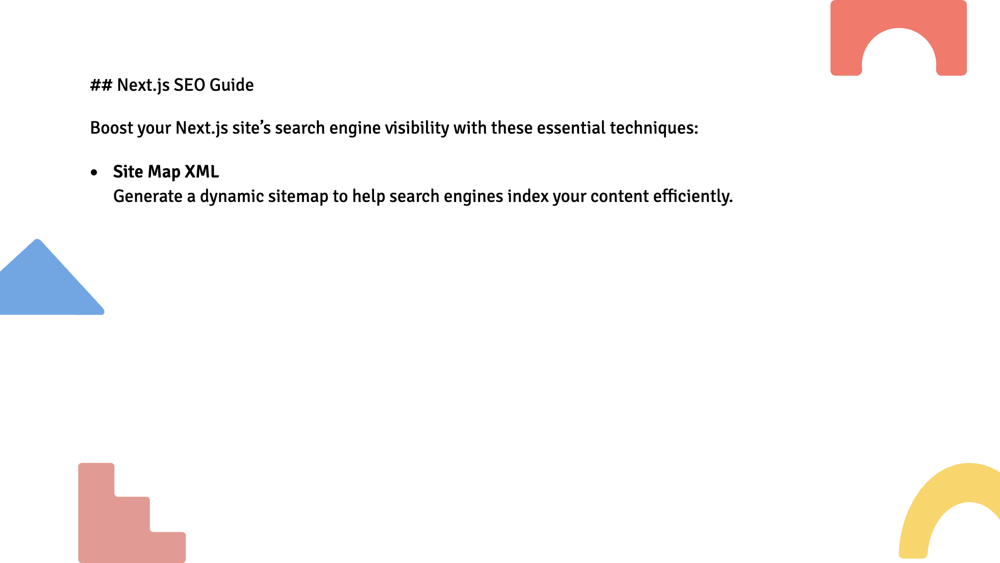 ## Next.js SEO Guide
Boost your Next.js site’s search engine visibility with these essential techniques:
• Site Map XML
Generate a dynamic sitemap to help search engines index your content efficiently.